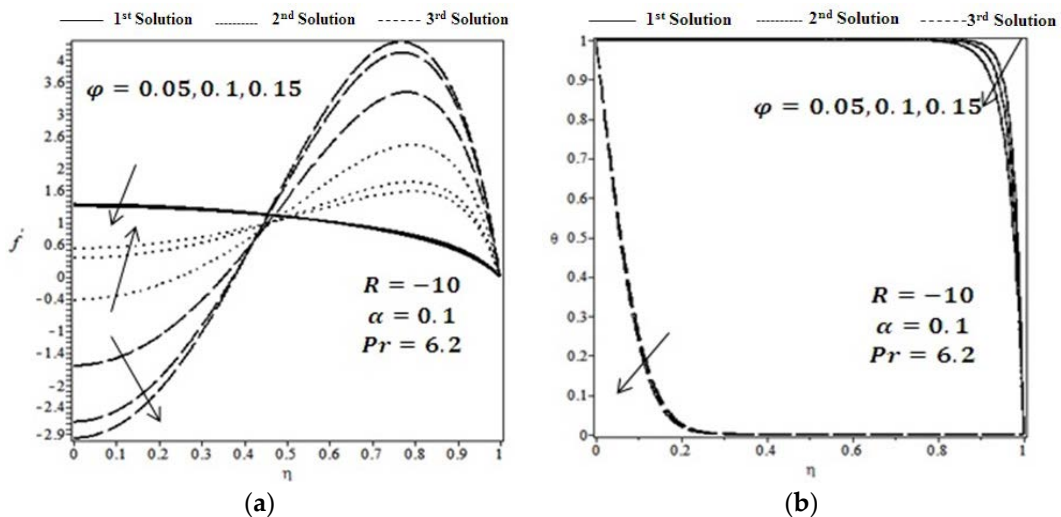 1st Solution 2nd Solution 3rd Solution
4
3.6
3
2.6
2
1.6
1
0.6
0
-0.4
-1
-1.4
-2
-2.4
-2.9
f'
φ = 0.05, 0.1, 0.15
R = −10
α = 0.1
Pr = 6.2
0 0.1 0.2 0.3 0.4 0.5 0.6 0.7 0.8 0.9 1
η
(a)
1st Solution 2nd Solution 3rd Solution
1
0.9
0.8
0.7
0.6
0.5
0.4
0.3
0.2
0.1
0
θ
φ = 0.05, 0.1, 0.15
R = −10
α = 0.1
Pr = 6.2
0 0.2 0.4 0.6 0.8 1
η
(b)